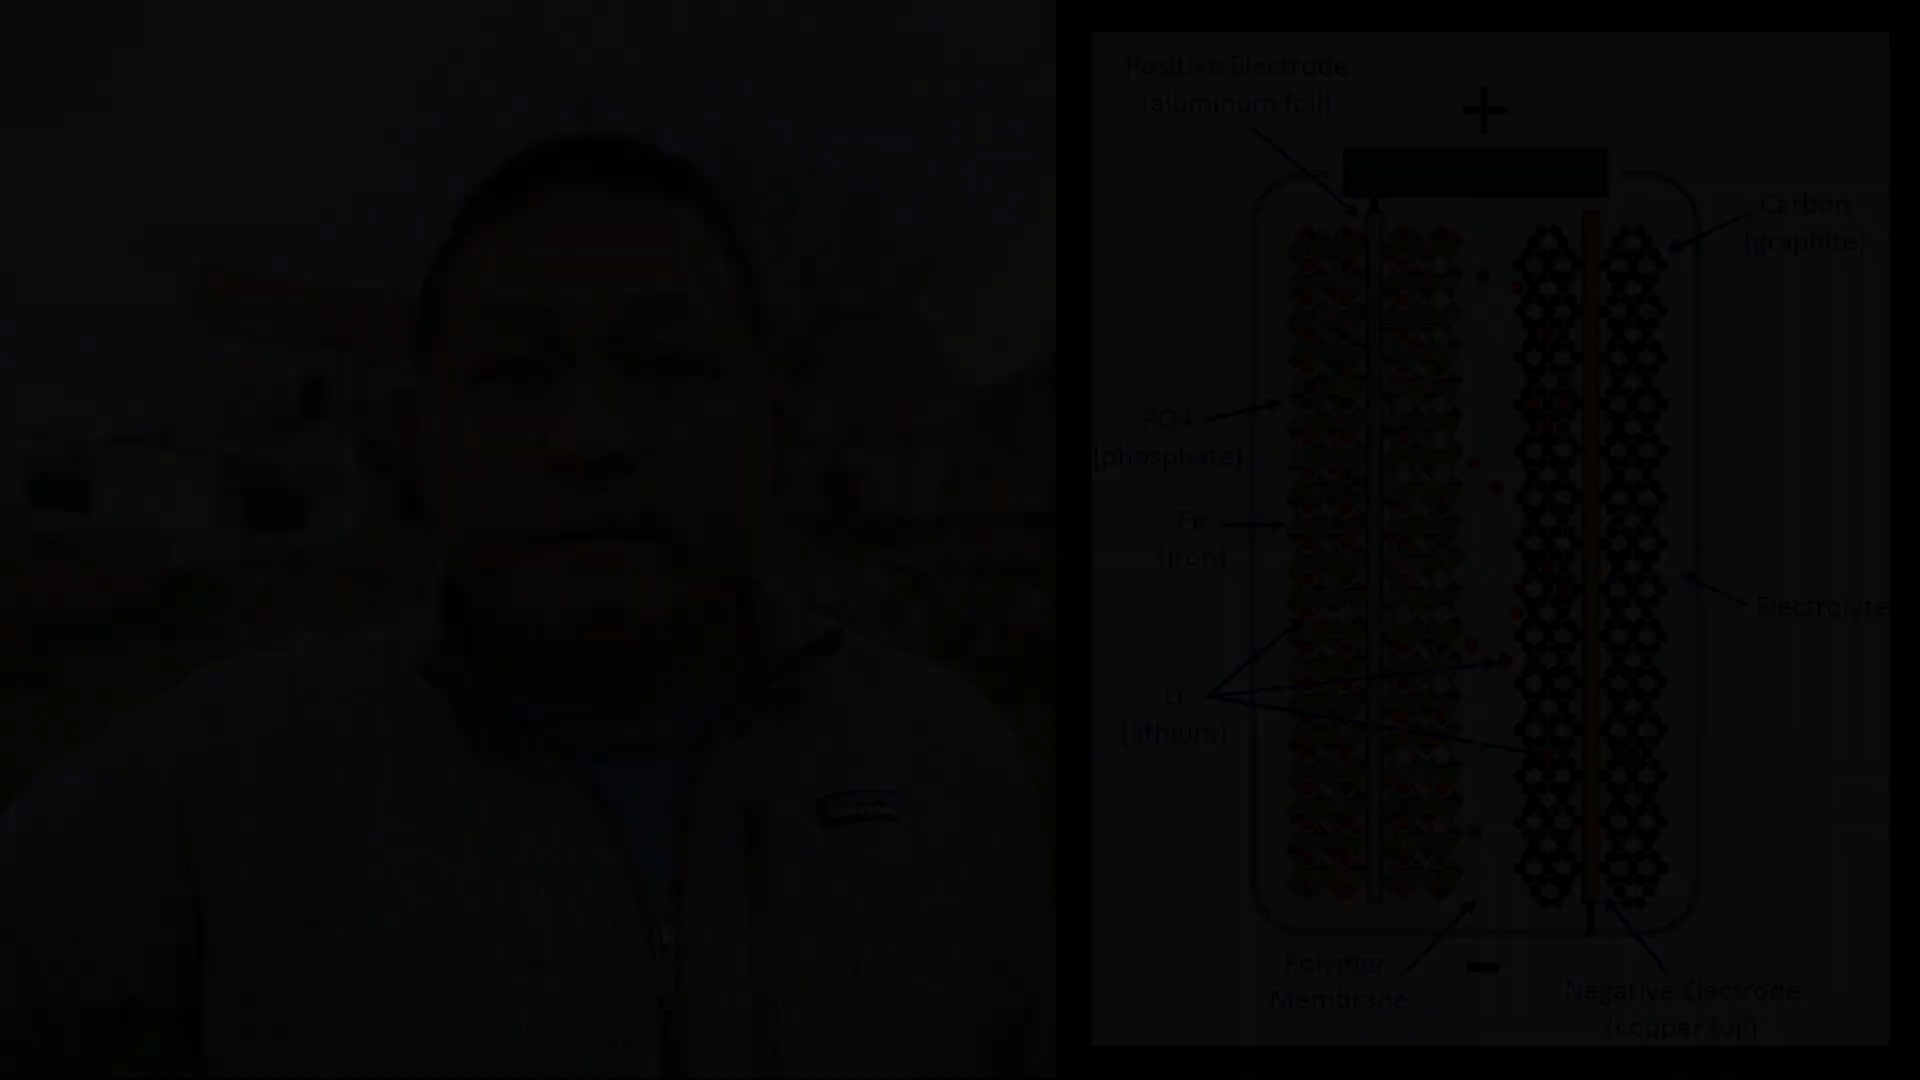 Positive Electrode
(aluminum foil)
+
Carbon
(graphite)
PO4
(phosphate)
Fe
(iron)
Electrolyte
Li
(lithium)
Polymer
Membrane
-
Negative Electrode
(copper foil)